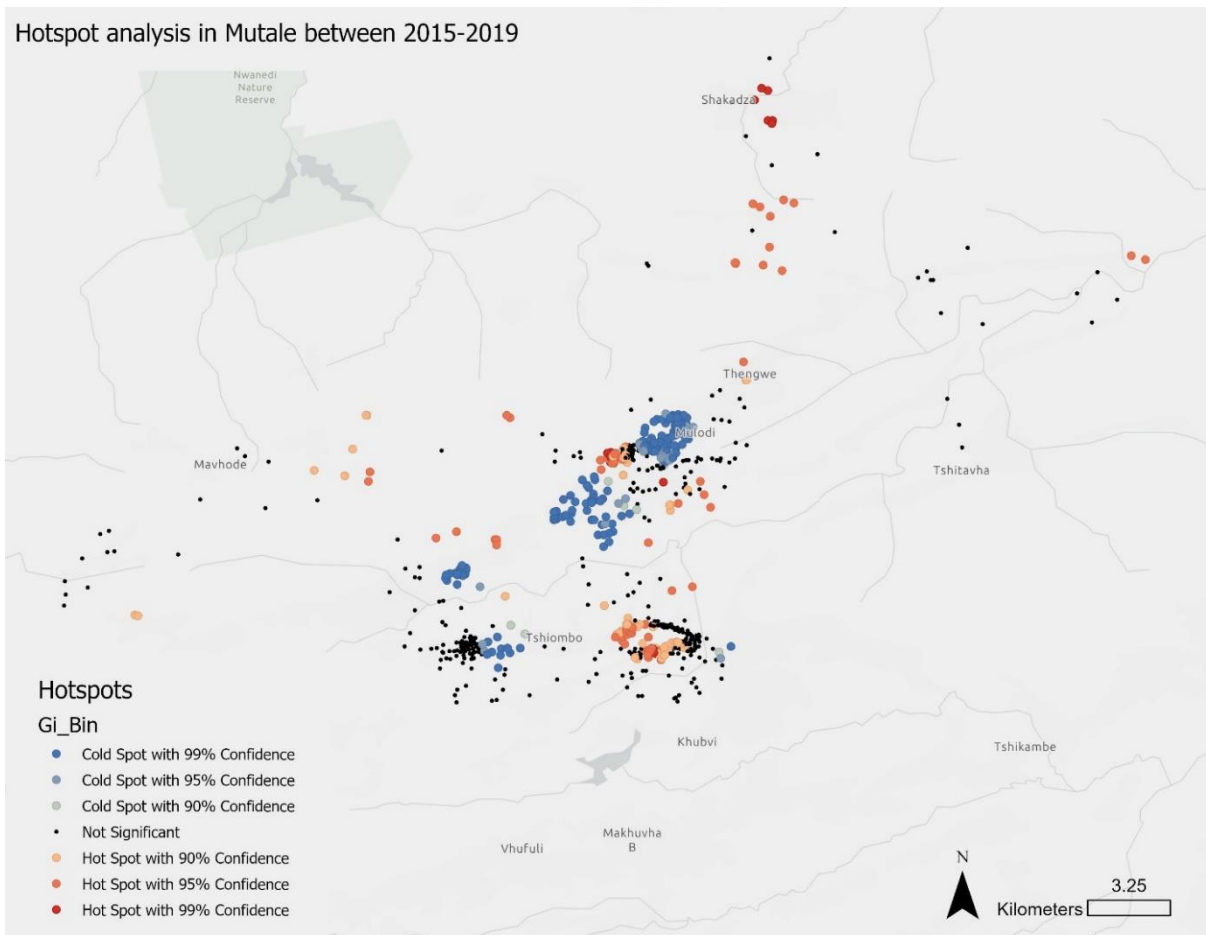 Hotspot analysis in Mutale between 2015-2019
Nwanedi
Nature
Reserve
Shakadza
Thengwe
Mulodi
Mavhode
Tshitavha
Tshiombo
Khubvi
Tshikambe
Makhuvha
B
Vhufuli
Hotspots
Gi_Bin
Cold Spot with 99% Confidence
Cold Spot with 95% Confidence
Cold Spot with 90% Confidence
Not Significant
Hot Spot with 90% Confidence
Hot Spot with 95% Confidence
Hot Spot with 99% Confidence
N
3.25
Kilometers